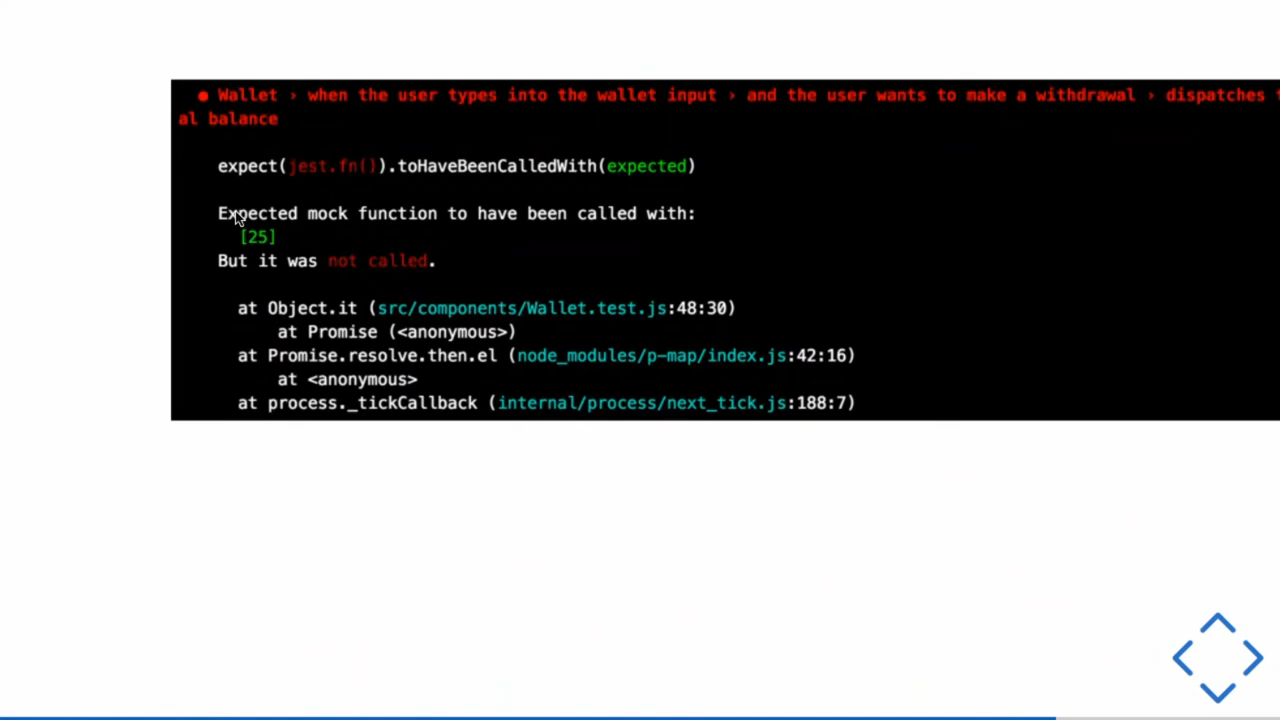 ● Wallet › when the user types into the wallet input › and the user wants to make a withdrawal › dispatches
al balance
expect(jest.fn()).toHaveBeenCalledWith(expected)
Expected mock function to have been called with:
[25]
But it was not called.
at Object.it (src/components/Wallet.test.js:48:30)
at Promise (<anonymous>)
at Promise.resolve.then.el (node_modules/p-map/index.js:42:16)
at <anonymous>
at process._tickCallback (internal/process/next_tick.js:188:7)